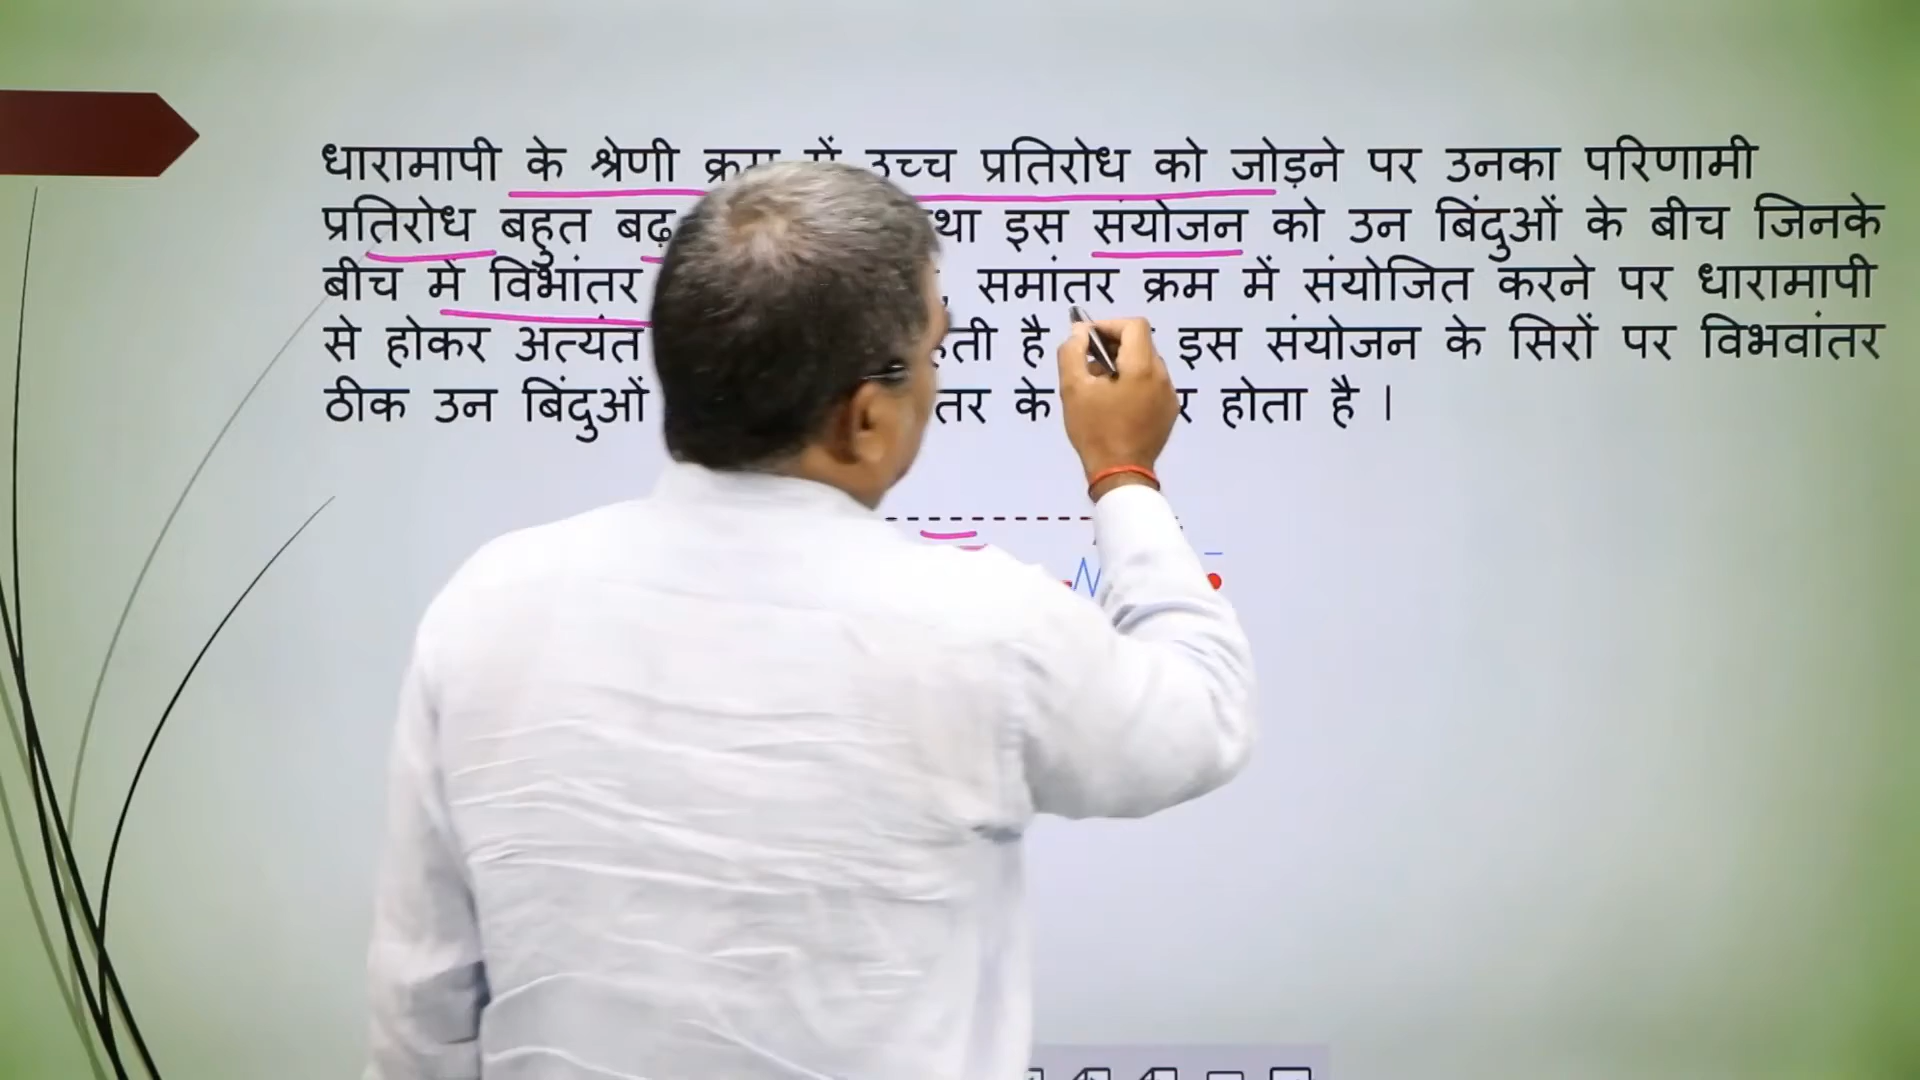 धारामापी के श्रेणी क्रम में उच्च प्रतिरोध को जोड़ने पर उनका परिणामी
प्रतिरोध बहुत बढ़ इस संयोजन को उन बिंदुओं के बीच जिनके
बीच में विभांतर , समांतर क्रम में संयोजित करने पर धारामापी
से होकर अत्यंत है इस संयोजन के सिरों पर विभवांतर
ठीक उन बिंदुओं के होता है ।